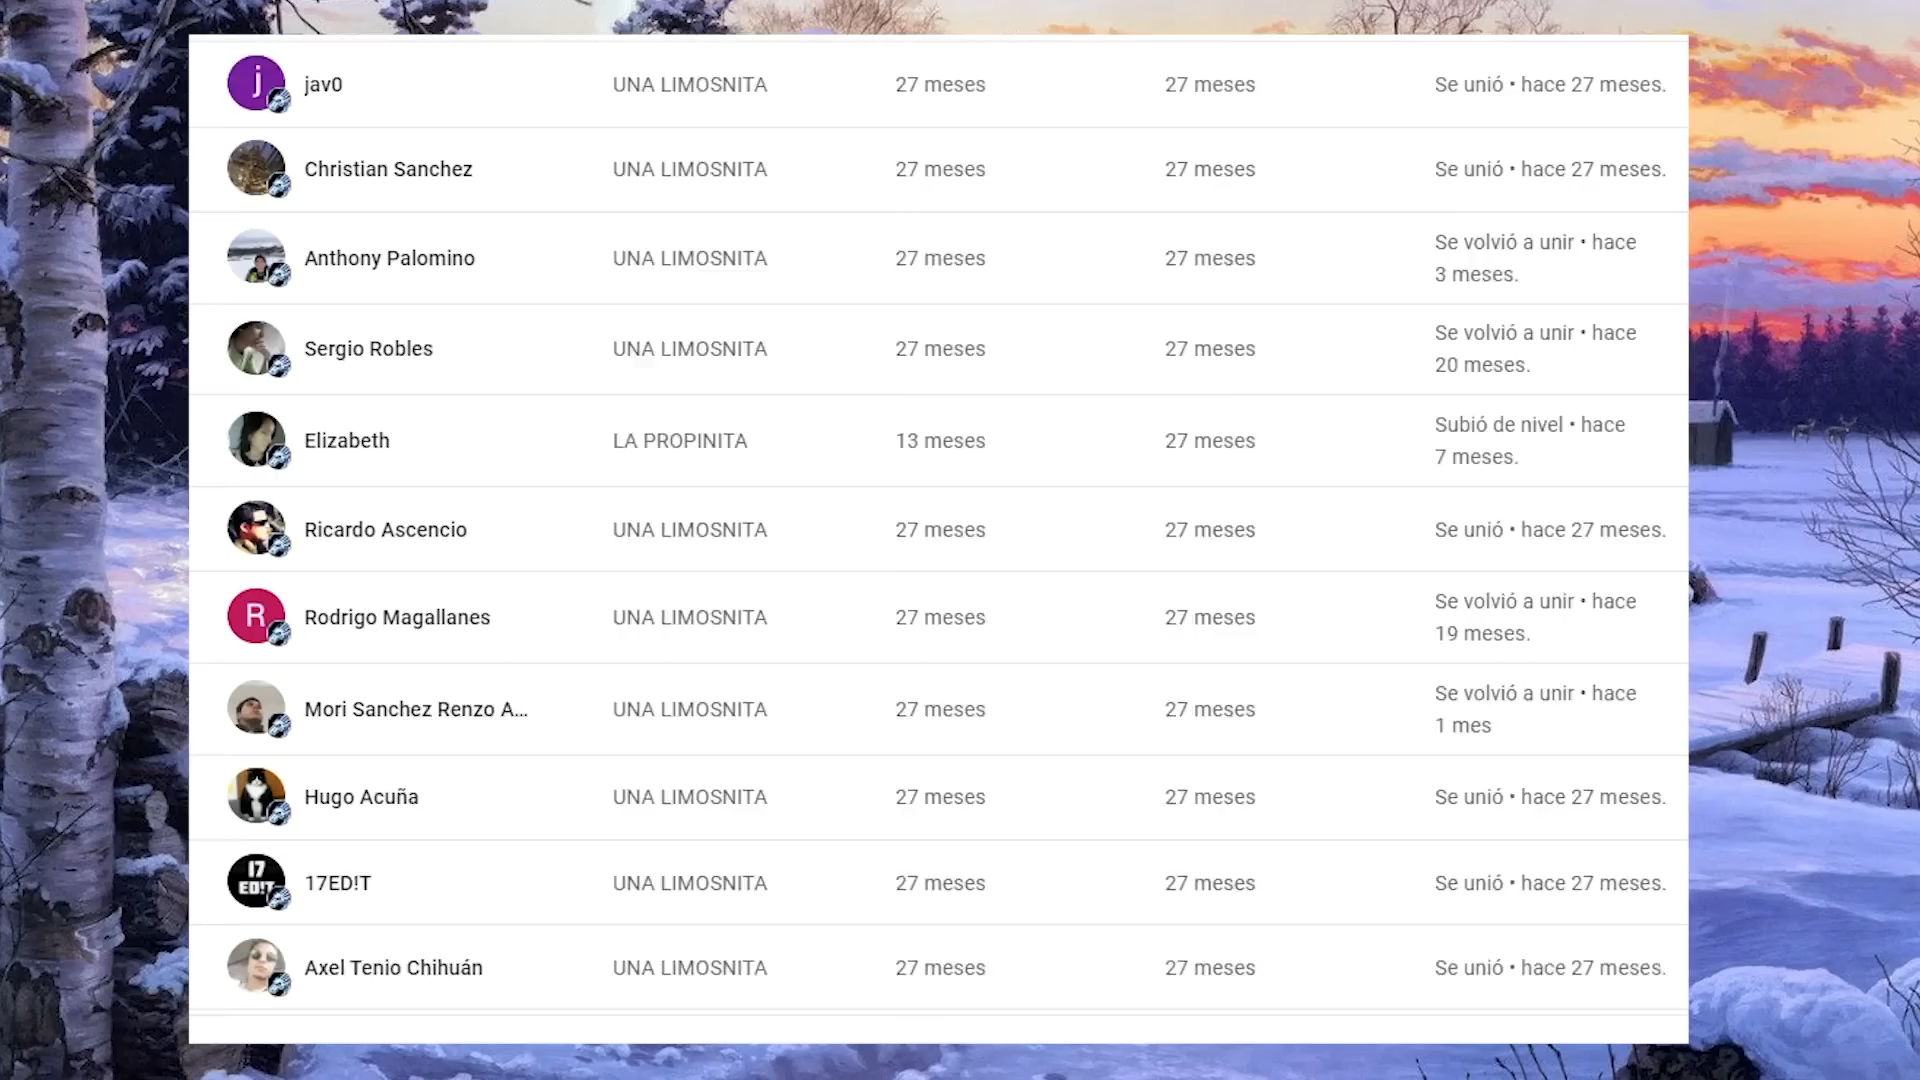 j jav0 UNA LIMOSNITA 27 meses 27 meses Se unió • hace 27 meses.
Christian Sanchez UNA LIMOSNITA 27 meses 27 meses Se unió • hace 27 meses.
Anthony Palomino UNA LIMOSNITA 27 meses 27 meses Se volvió a unir • hace
3 meses.
Sergio Robles UNA LIMOSNITA 27 meses 27 meses Se volvió a unir • hace
20 meses.
Elizabeth LA PROPINITA 13 meses 27 meses Subió de nivel • hace
7 meses.
Ricardo Ascencio UNA LIMOSNITA 27 meses 27 meses Se unió • hace 27 meses.
R Rodrigo Magallanes UNA LIMOSNITA 27 meses 27 meses Se volvió a unir • hace
19 meses.
Mori Sanchez Renzo A... UNA LIMOSNITA 27 meses 27 meses Se volvió a unir • hace
1 mes
Hugo Acuña UNA LIMOSNITA 27 meses 27 meses Se unió • hace 27 meses.
17
ED!T 17ED!T UNA LIMOSNITA 27 meses 27 meses Se unió • hace 27 meses.
Axel Tenio Chihuán UNA LIMOSNITA 27 meses 27 meses Se unió • hace 27 meses.